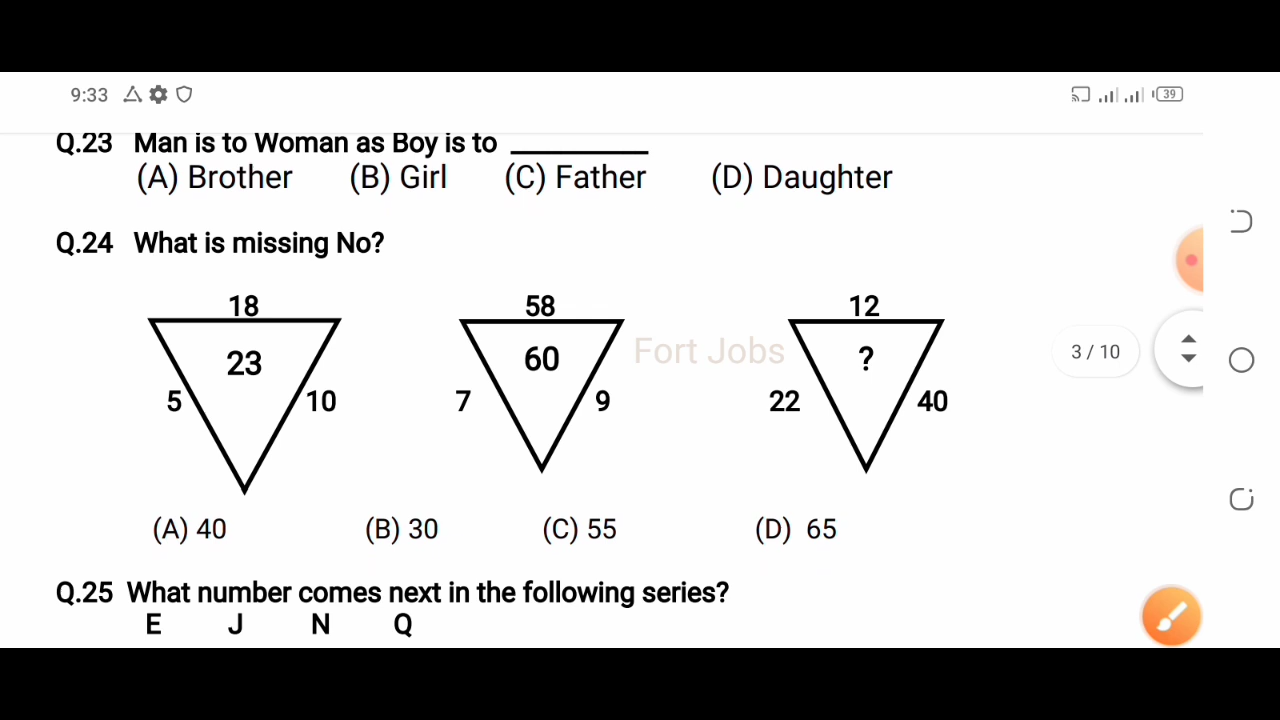 9:33
39
Q.23 Man is to Woman as Boy is to __________
(A) Brother (B) Girl (C) Father (D) Daughter
Q.24 What is missing No?
18 58 12
23 60 ?
Fort Jobs
3 / 10
5 10 7 9 22 40
(A) 40 (B) 30 (C) 55 (D) 65
Q.25 What number comes next in the following series?
E J N Q